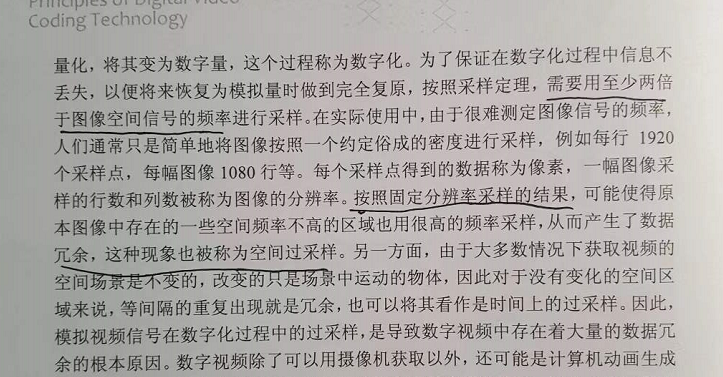 Principles of Digital Video
Coding Technology
量化，将其变为数字量，这个过程称为数字化。为了保证在数字化过程中信息不
丢失，以便将来恢复为模拟量时做到完全复原，按照采样定理，需要用至少两倍
于图像空间信号的频率进行采样。在实际使用中，由于很难测定图像信号的频率，
人们通常只是简单地将图像按照一个约定俗成的密度进行采样，例如每行 1920
个采样点，每幅图像 1080 行等。每个采样点得到的数据称为像素，一幅图像采
样的行数和列数被称为图像的分辨率。按照固定分辨率采样的结果，可能使得原
本图像中存在的一些空间频率不高的区域也用很高的频率采样，从而产生了数据
冗余，这种现象也被称为空间过采样。另一方面，由于大多数情况下获取视频的
空间场景是不变的，改变的只是场景中运动的物体，因此对于没有变化的空间区
域来说，等间隔的重复出现就是冗余，也可以将其看作是时间上的过采样。因此，
模拟视频信号在数字化过程中的过采样，是导致数字视频中存在着大量的数据冗
余的根本原因。数字视频除了可以用摄像机获取以外，还可能是计算机动画生成